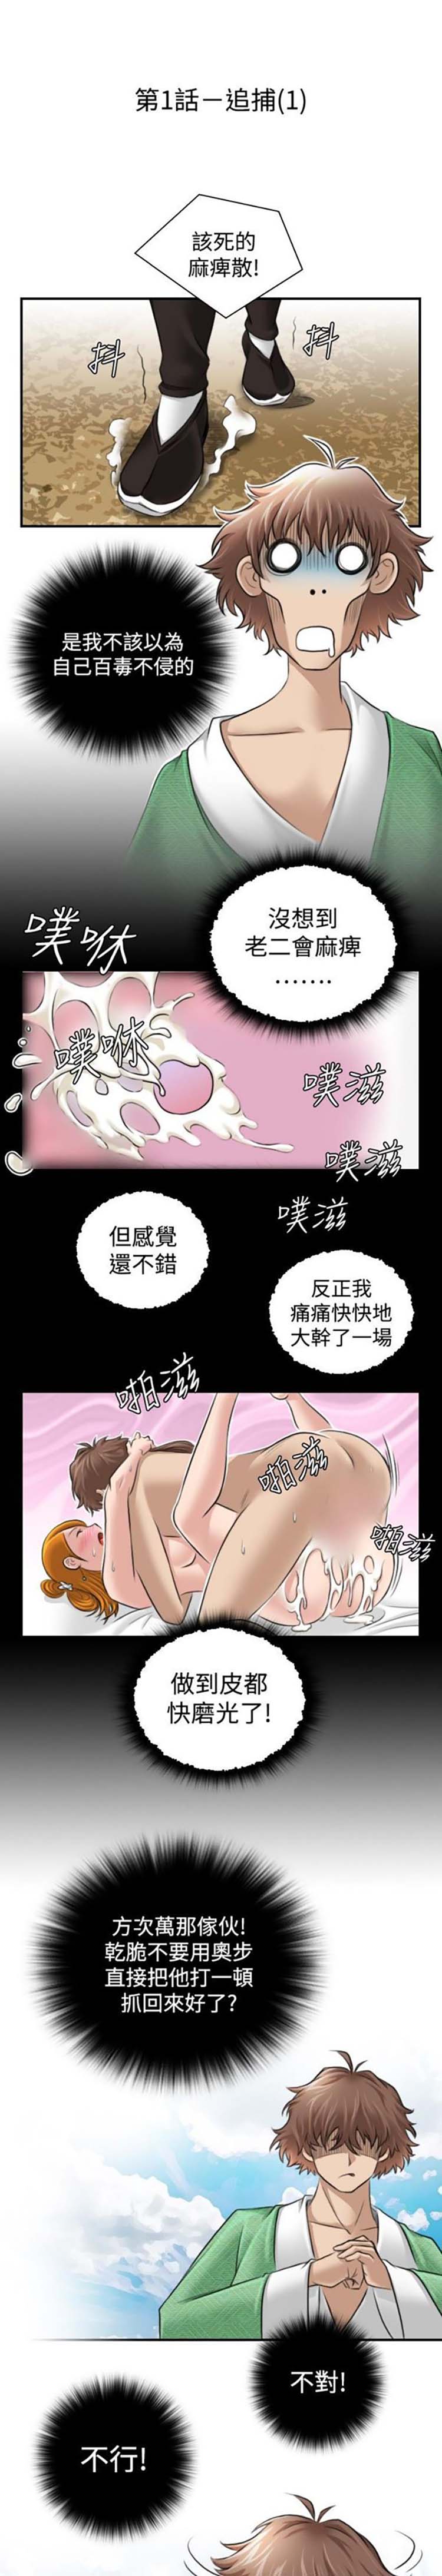 第1話－追捕(1)
該死的
麻痺散!
抖
抖
是我不該以為
自己百毒不侵的
沒想到
老二會麻痺
.......
噗咻
噗咻
噗滋
噗滋
噗滋
但感覺
還不錯
反正我
痛痛快快地
大幹了一場
啪滋
啪滋
啪滋
做到皮都
快磨光了!
方次萬那傢伙!
乾脆不要用奧步
直接把他打一頓
抓回來好了?
不對!
不行!